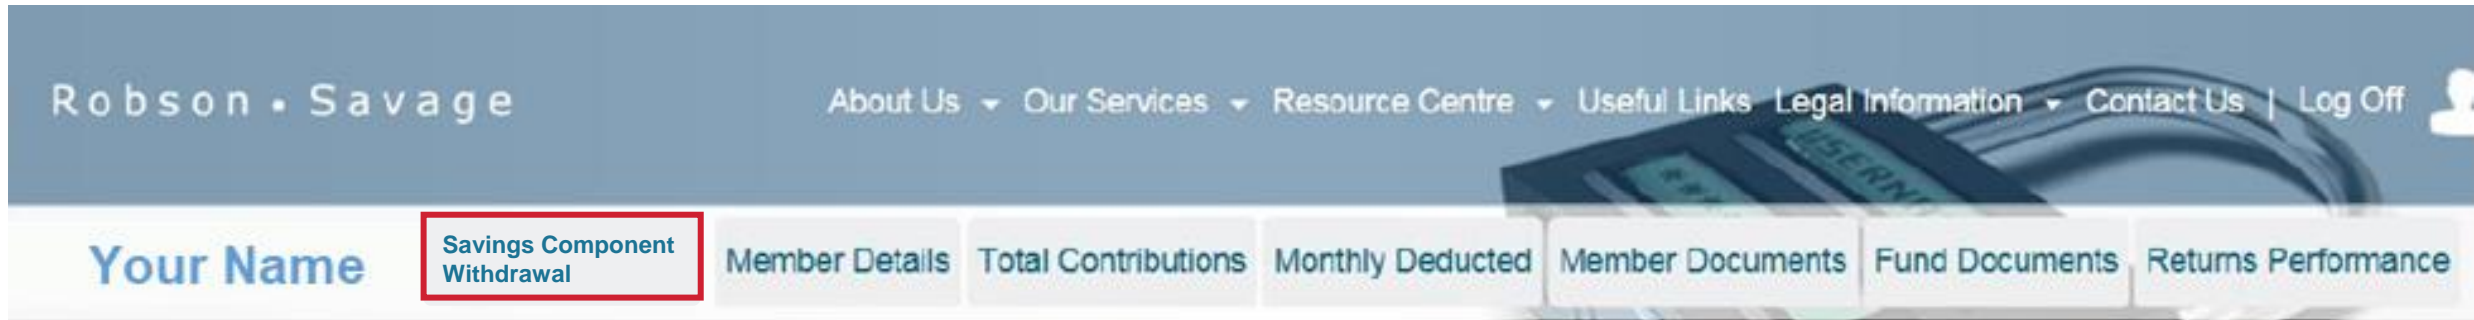 Robson • Savage
About Us Our Services Resource Centre Useful Links Legal Information Contact Us | Log Off
USERNA
***
Your Name
Savings Component
Withdrawal
Member Details Total Contributions Monthly Deducted Member Documents Fund Documents Returns Performance